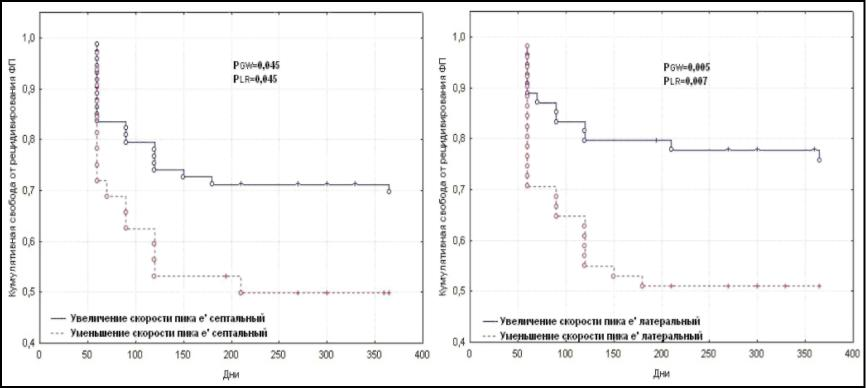 Кумулятивная свобода от рецидивирования ФП
1,0
0,9
0,8
0,7
0,6
0,5
0,4
PGW=0,045
PLR=0,045
Увеличение скорости пика e' септальный
Уменьшение скорости пика e' септальный
0 50 100 150 200 250 300 350 400
Дни
Кумулятивная свобода от рецидивирования ФП
1,0
0,9
0,8
0,7
0,6
0,5
0,4
PGW=0,005
PLR=0,007
Увеличение скорости пика e' латеральный
Уменьшение скорости пика e' латеральный
0 50 100 150 200 250 300 350 400
Дни